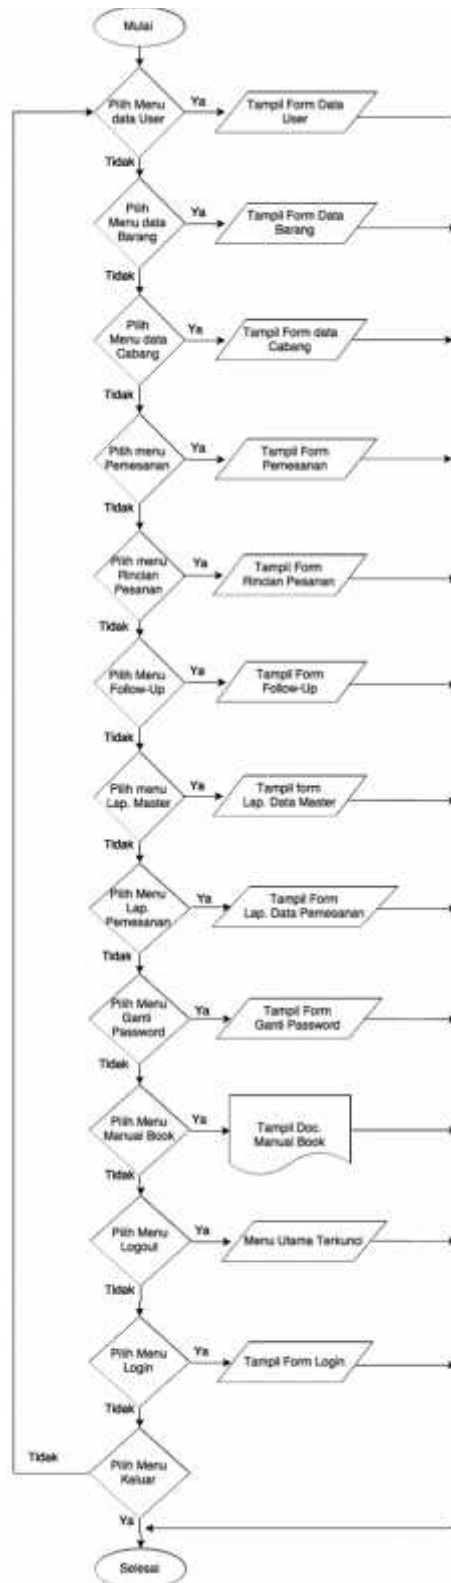 Mulai
Pilih Menu
data User
Ya
Tampil Form Data
User
Tidak
Pilih
Menu data
Barang
Ya
Tampil Form Data
Barang
Tidak
Pilih
Menu data
Cabang
Ya
Tampil Form data
Cabang
Tidak
Pilih menu
Pemesanan
Ya
Tampil Form
Pemesanan
Tidak
Pilih menu
Rincian
Pesanan
Ya
Tampil Form
Rincian Pesanan
Tidak
Pilih Menu
Follow-Up
Ya
Tampil Form
Follow-Up
Tidak
Pilih menu
Lap. Master
Ya
Tampil form
Lap. Data Master
Tidak
Pilih Menu
Lap.
Pemesanan
Ya
Tampil Form
Lap. Data Pemesanan
Tidak
Pilih Menu
Ganti
Password
Ya
Tampil Form
Ganti Password
Tidak
Pilih Menu
Manual Book
Ya
Tampil Doc.
Manual Book
Tidak
Pilih Menu
Logout
Ya
Menu Utama Terkunci
Tidak
Pilih Menu
Login
Ya
Tampil Form Login
Tidak
Pilih Menu
Keluar
Tidak
Ya
Selesai